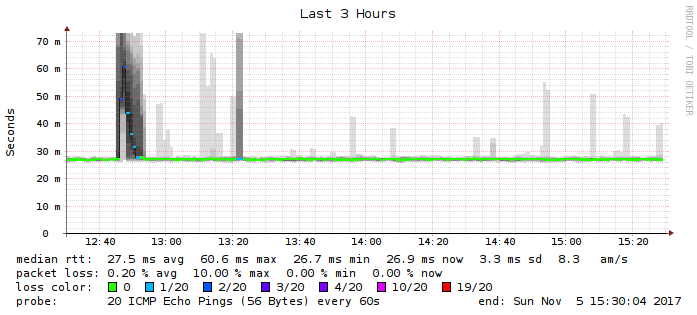 Last 3 Hours
RRDTOOL / TOBI OETIKER
Seconds
70 m
60 m
50 m
40 m
30 m
20 m
10 m
0
12:40 13:00 13:20 13:40 14:00 14:20 14:40 15:00 15:20
median rtt: 27.5 ms avg 60.6 ms max 26.7 ms min 26.9 ms now 3.3 ms sd 8.3 am/s
packet loss: 0.20 % avg 10.00 % max 0.00 % min 0.00 % now
loss color: 0 1/20 2/20 3/20 4/20 10/20 19/20
probe: 20 ICMP Echo Pings (56 Bytes) every 60s end: Sun Nov 5 15:30:04 2017